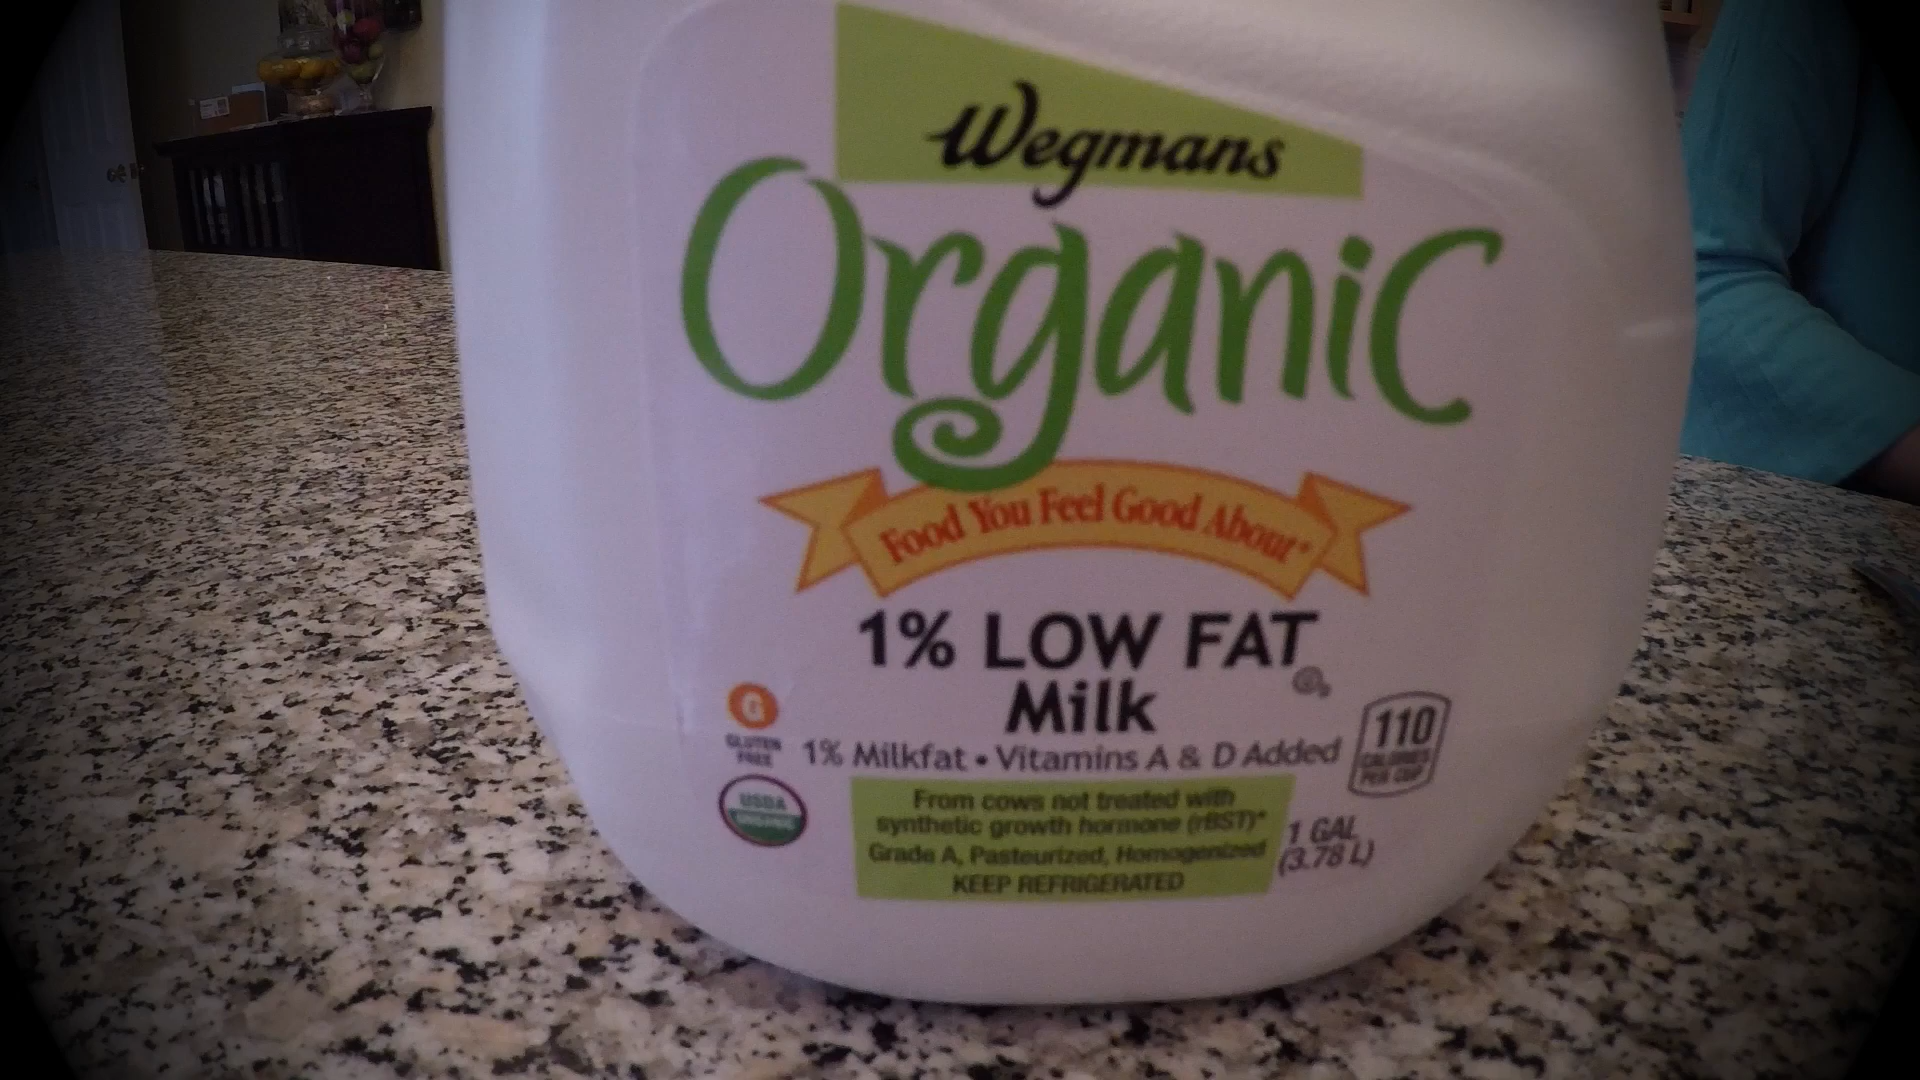 Wegmans
Organic
Food You Feel Good About*
1% LOW FAT
Milk
G
GLUTEN
FREE
1% Milkfat • Vitamins A & D Added
110
CALORIES
PER CUP
USDA
ORGANIC
From cows not treated with
synthetic growth hormone (rBST)*
Grade A, Pasteurized, Homogenized
KEEP REFRIGERATED
1 GAL
(3.78 L)